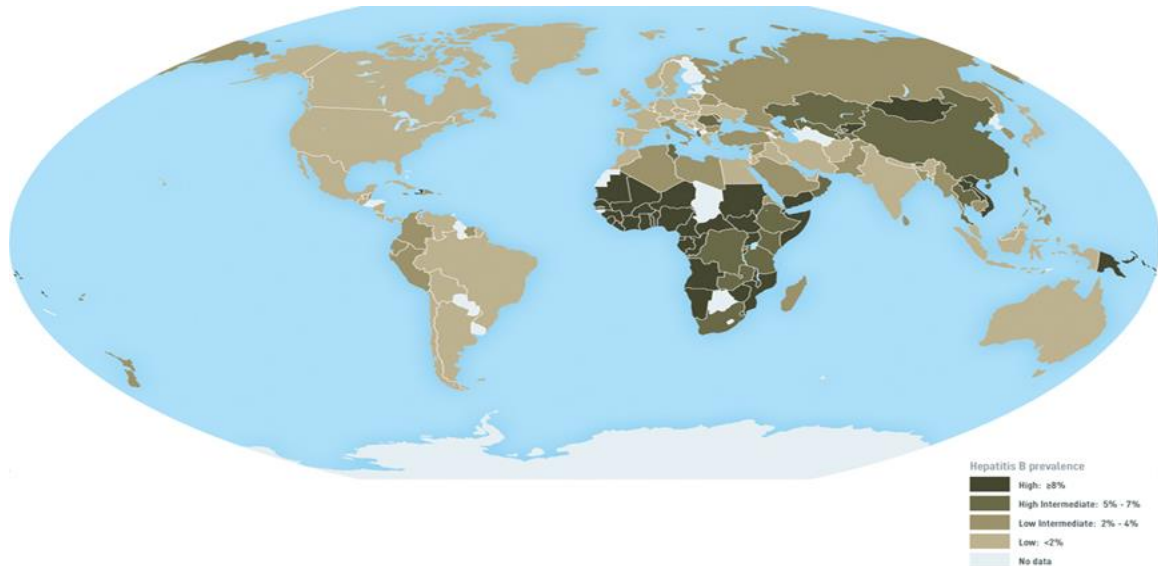 Hepatitis B prevalence
High: ≥8%
High Intermediate: 5% - 7%
Low Intermediate: 2% - 4%
Low: <2%
No data